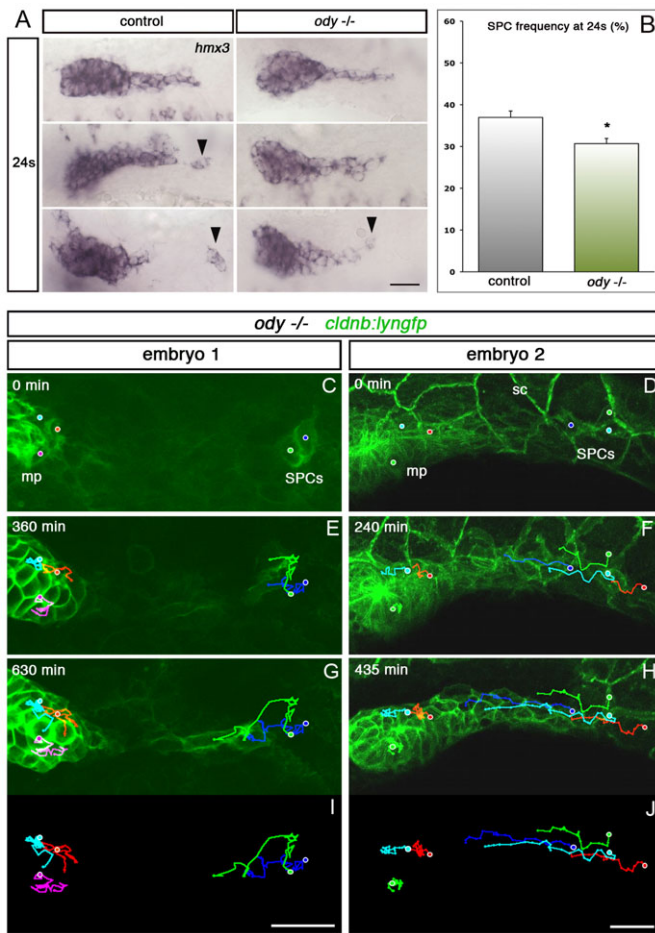 A
control
ody -/-
hmx3
24s
B
SPC frequency at 24s (%)
60
50
40
30
20
10
0
*
control
ody -/-
ody -/- cldnb:lyngfp
embryo 1
embryo 2
0 min
C
mp
SPCs
0 min
D
sc
mp
SPCs
360 min
E
240 min
F
630 min
G
435 min
H
I
J